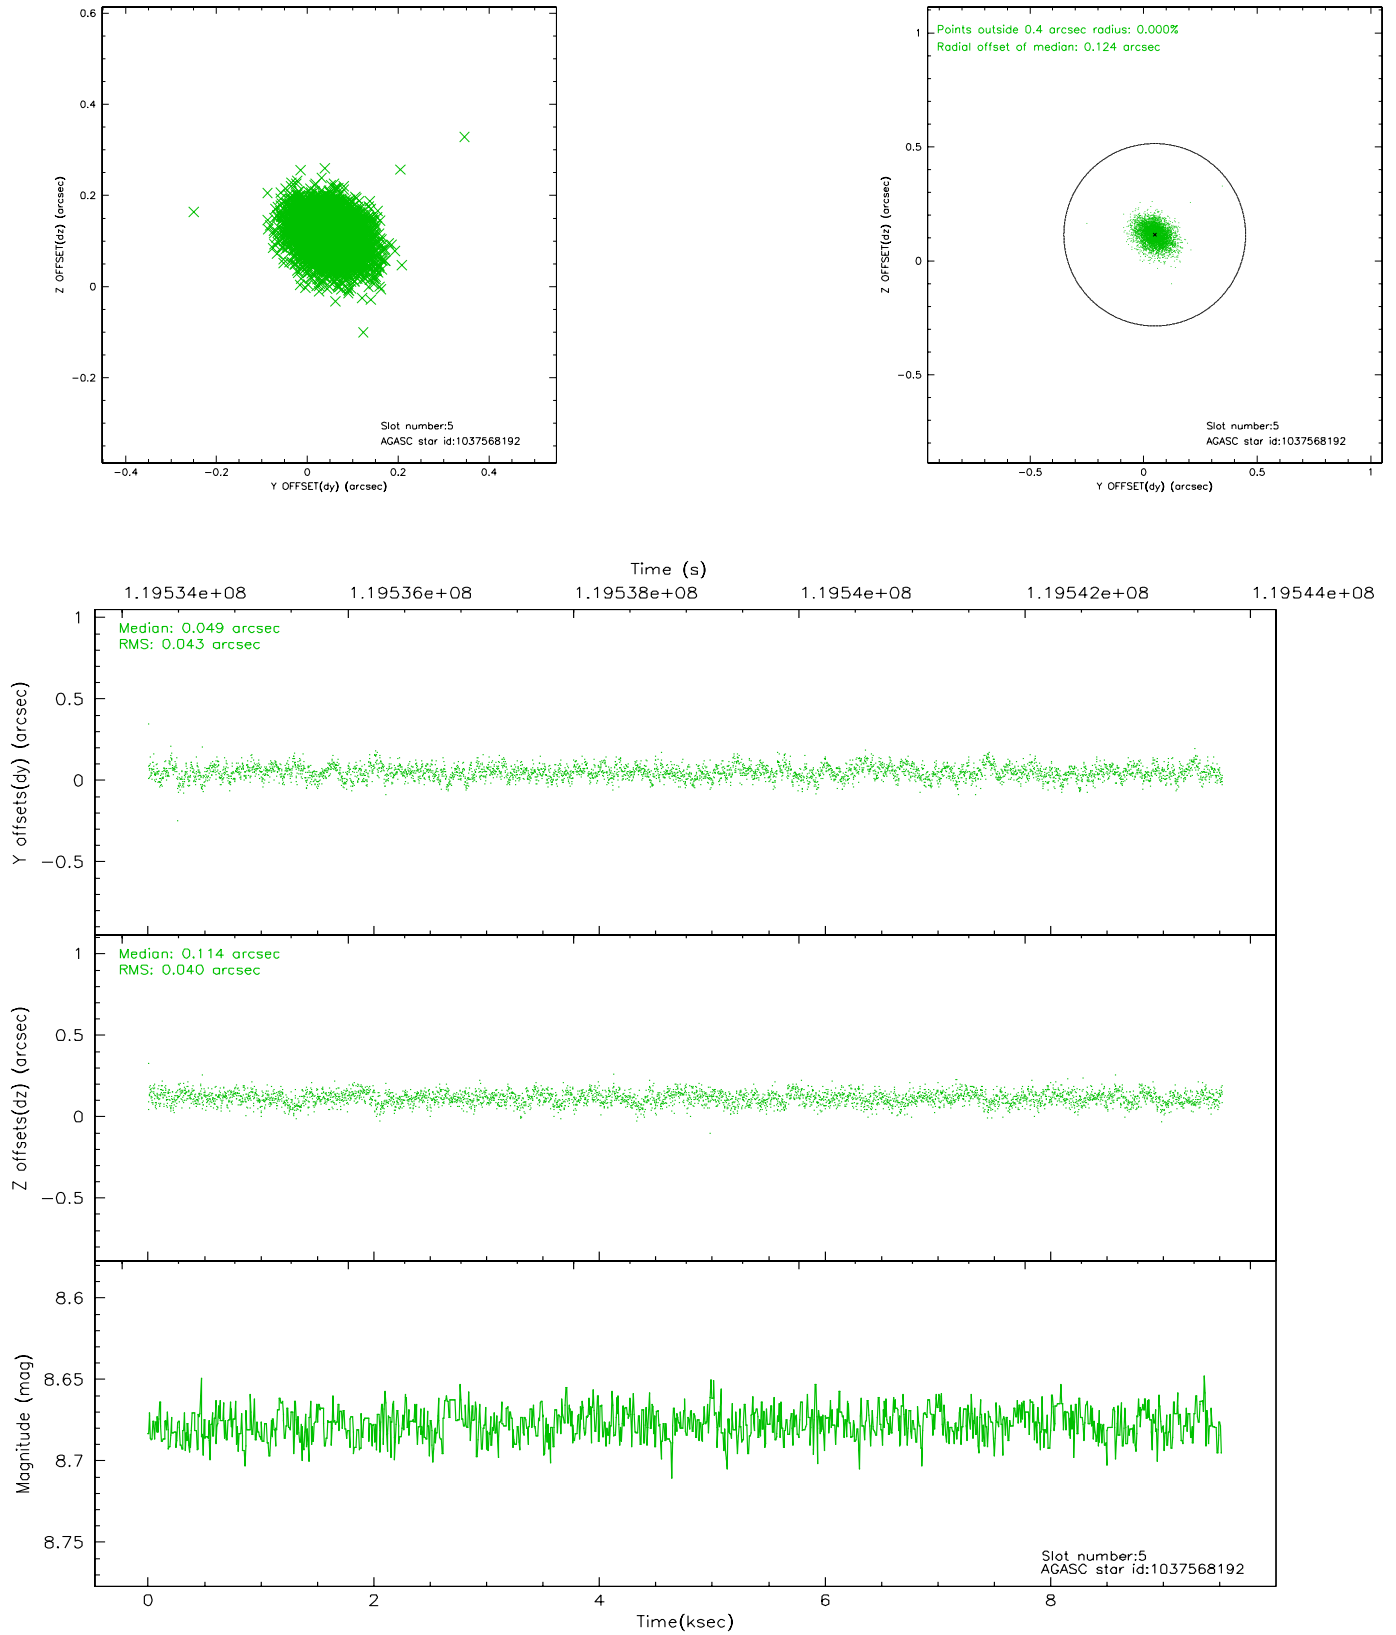 0.6
0.4
0.2
0
−0.2
Z OFFSET(dz) (arcsec)
Slot number:5
AGASC star id:1037568192
−0.4 −0.2 0 0.2 0.4
Y OFFSET(dy) (arcsec)
Points outside 0.4 arcsec radius: 0.000%
Radial offset of median: 0.124 arcsec
1
0.5
0
−0.5
Z OFFSET(dz) (arcsec)
Slot number:5
AGASC star id:1037568192
−0.5 0 0.5 1
Y OFFSET(dy) (arcsec)
Time (s)
1.19534e+08 1.19536e+08 1.19538e+08 1.1954e+08 1.19542e+08 1.19544e+08
Median: 0.049 arcsec
RMS: 0.043 arcsec
1
0.5
0
−0.5
Y offsets(dy) (arcsec)
Median: 0.114 arcsec
RMS: 0.040 arcsec
1
0.5
0
−0.5
Z offsets(dz) (arcsec)
8.6
8.65
8.7
8.75
Magnitude (mag)
Slot number:5
AGASC star id:1037568192
0 2 4 6 8
Time(ksec)